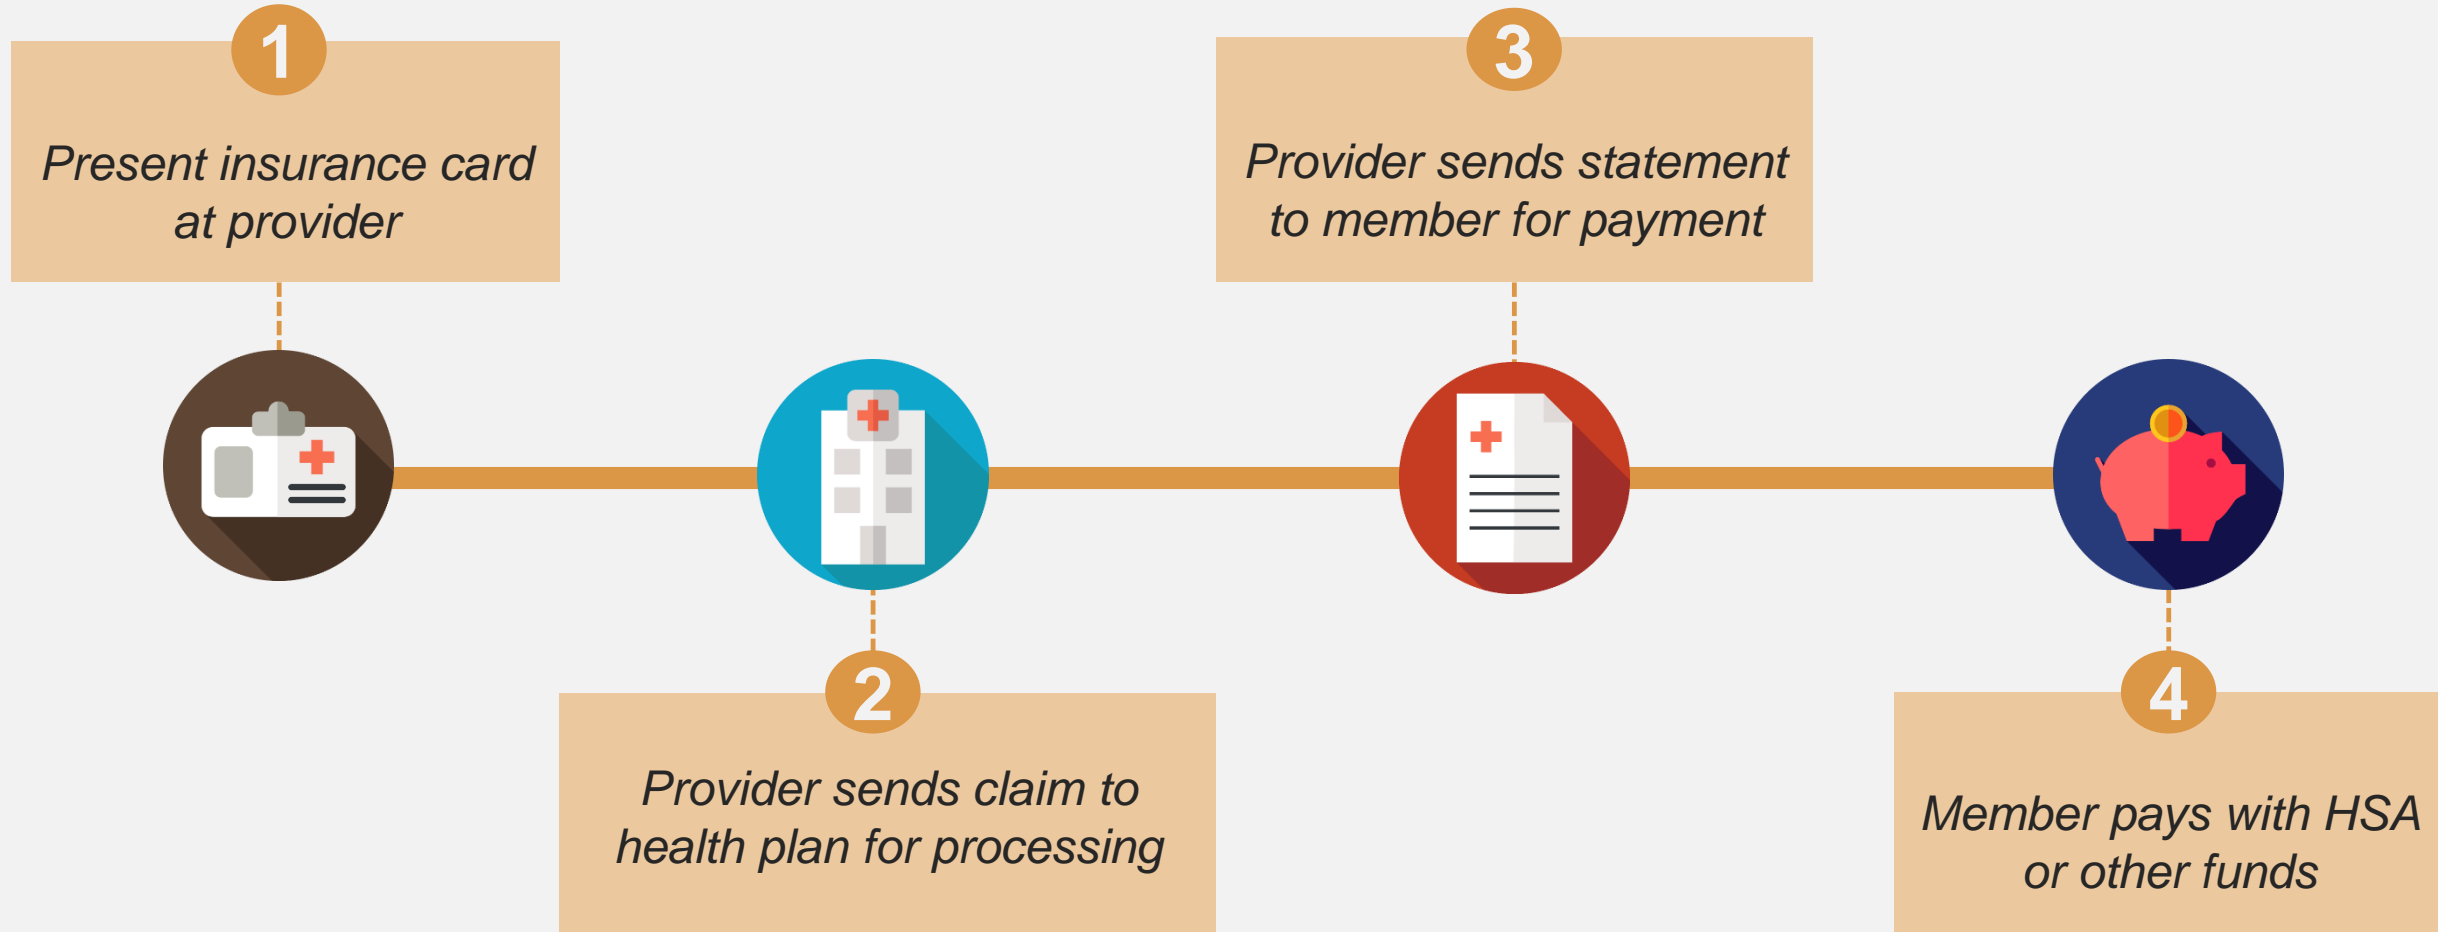 1
Present insurance card
at provider
2
Provider sends claim to
health plan for processing
3
Provider sends statement
to member for payment
4
Member pays with HSA
or other funds